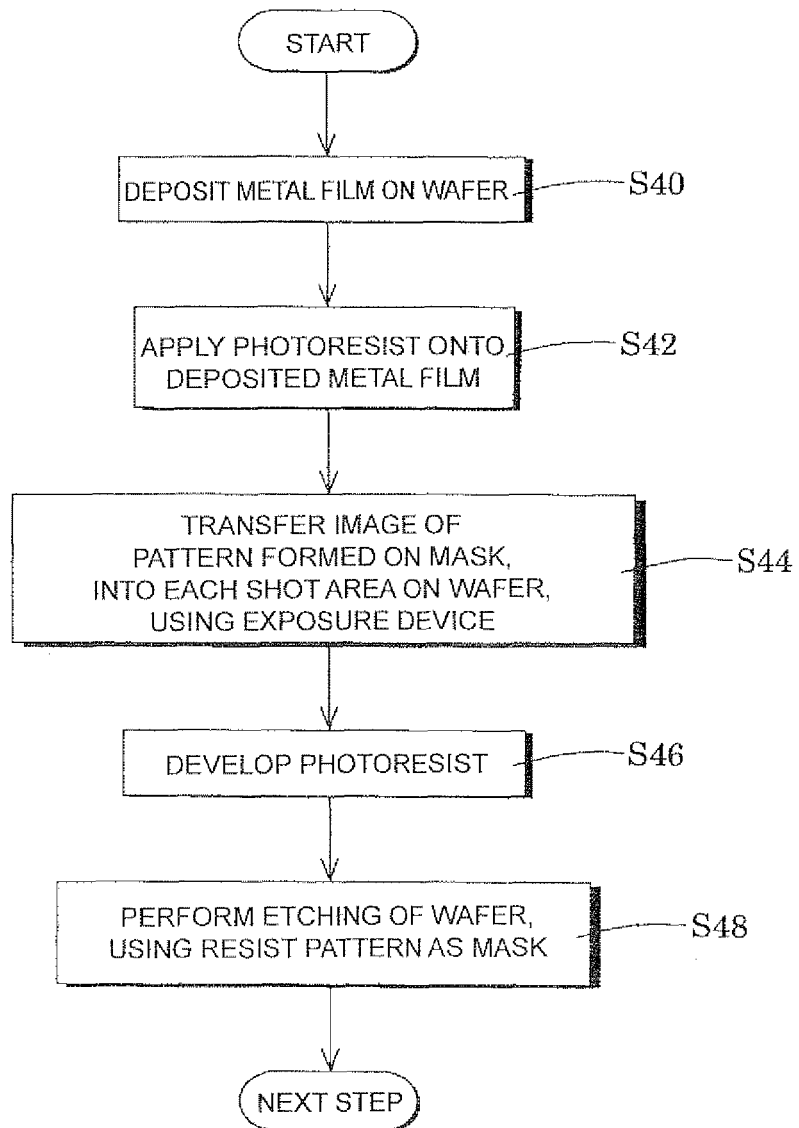 START
DEPOSIT METAL FILM ON WAFER
S40
APPLY PHOTORESIST ONTO
DEPOSITED METAL FILM
S42
TRANSFER IMAGE OF
PATTERN FORMED ON MASK,
INTO EACH SHOT AREA ON WAFER,
USING EXPOSURE DEVICE
S44
DEVELOP PHOTORESIST
S46
PERFORM ETCHING OF WAFER,
USING RESIST PATTERN AS MASK
S48
NEXT STEP